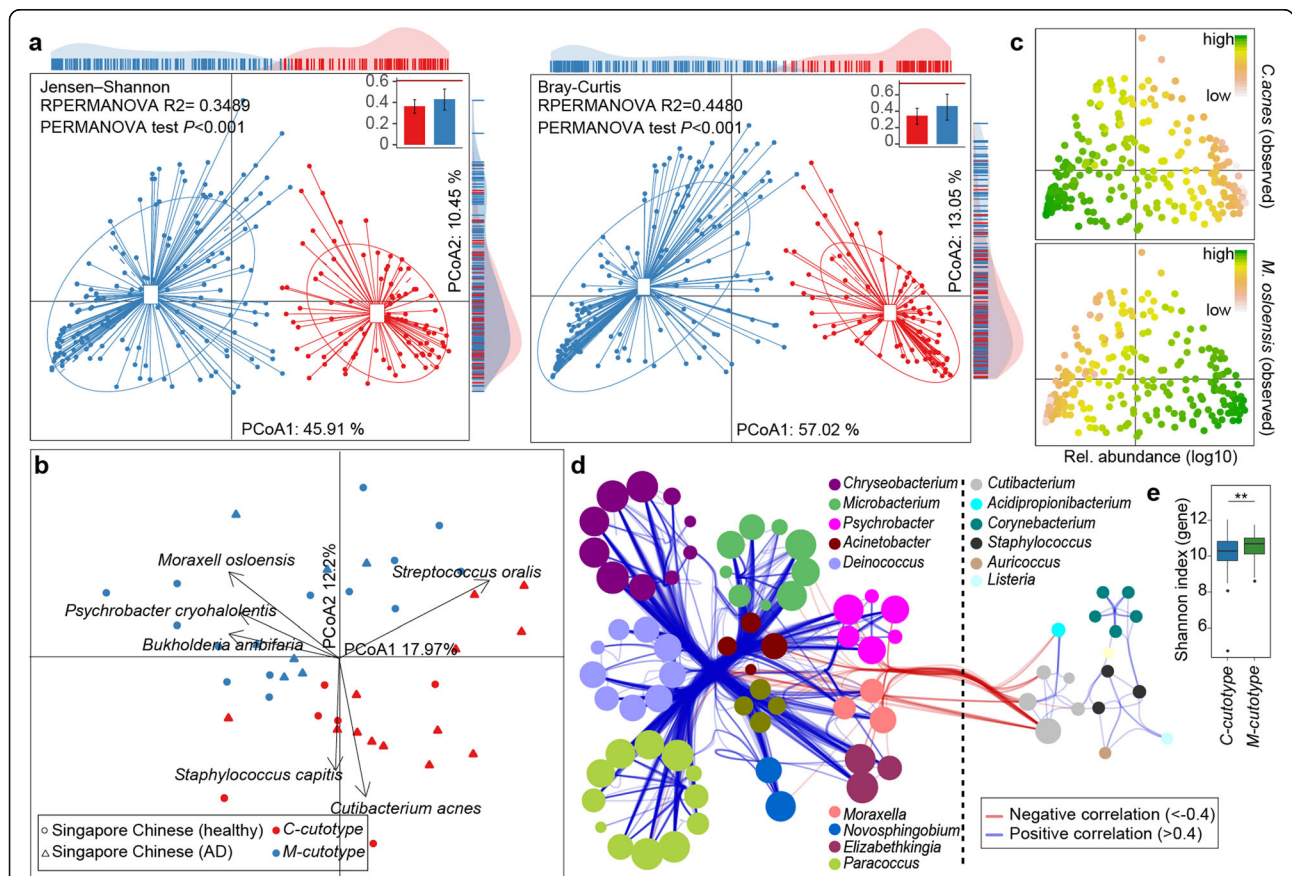 a
Jensen–Shannon
RPERMANOVA R2= 0.3489
PERMANOVA test P<0.001
0.6
0.4
0.2
0
PCoA2: 10.45 %
PCoA1: 45.91 %
Bray-Curtis
RPERMANOVA R2=0.4480
PERMANOVA test P<0.001
0.6
0.4
0.2
0
PCoA2: 13.05 %
PCoA1: 57.02 %
c
high
low
C.acnes (observed)
high
low
M. osloensis (observed)
Rel. abundance (log10)
b
Moraxell osloensis
Psychrobacter cryohalolentis
Bukholderia ambifaria
Streptococcus oralis
PCoA2 12.22%
PCoA1 17.97%
Staphylococcus capitis
Cutibacterium acnes
Singapore Chinese (healthy)
Singapore Chinese (AD)
C-cutotype
M-cutotype
d
Chryseobacterium
Microbacterium
Psychrobacter
Acinetobacter
Deinococcus
Cutibacterium
Acidipropionibacterium
Corynebacterium
Staphylococcus
Auricoccus
Listeria
Moraxella
Novosphingobium
Elizabethkingia
Paracoccus
Negative correlation (<-0.4)
Positive correlation (>0.4)
e
**
Shannon index (gene)
12
10
8
6
C-cutotype
M-cutotype